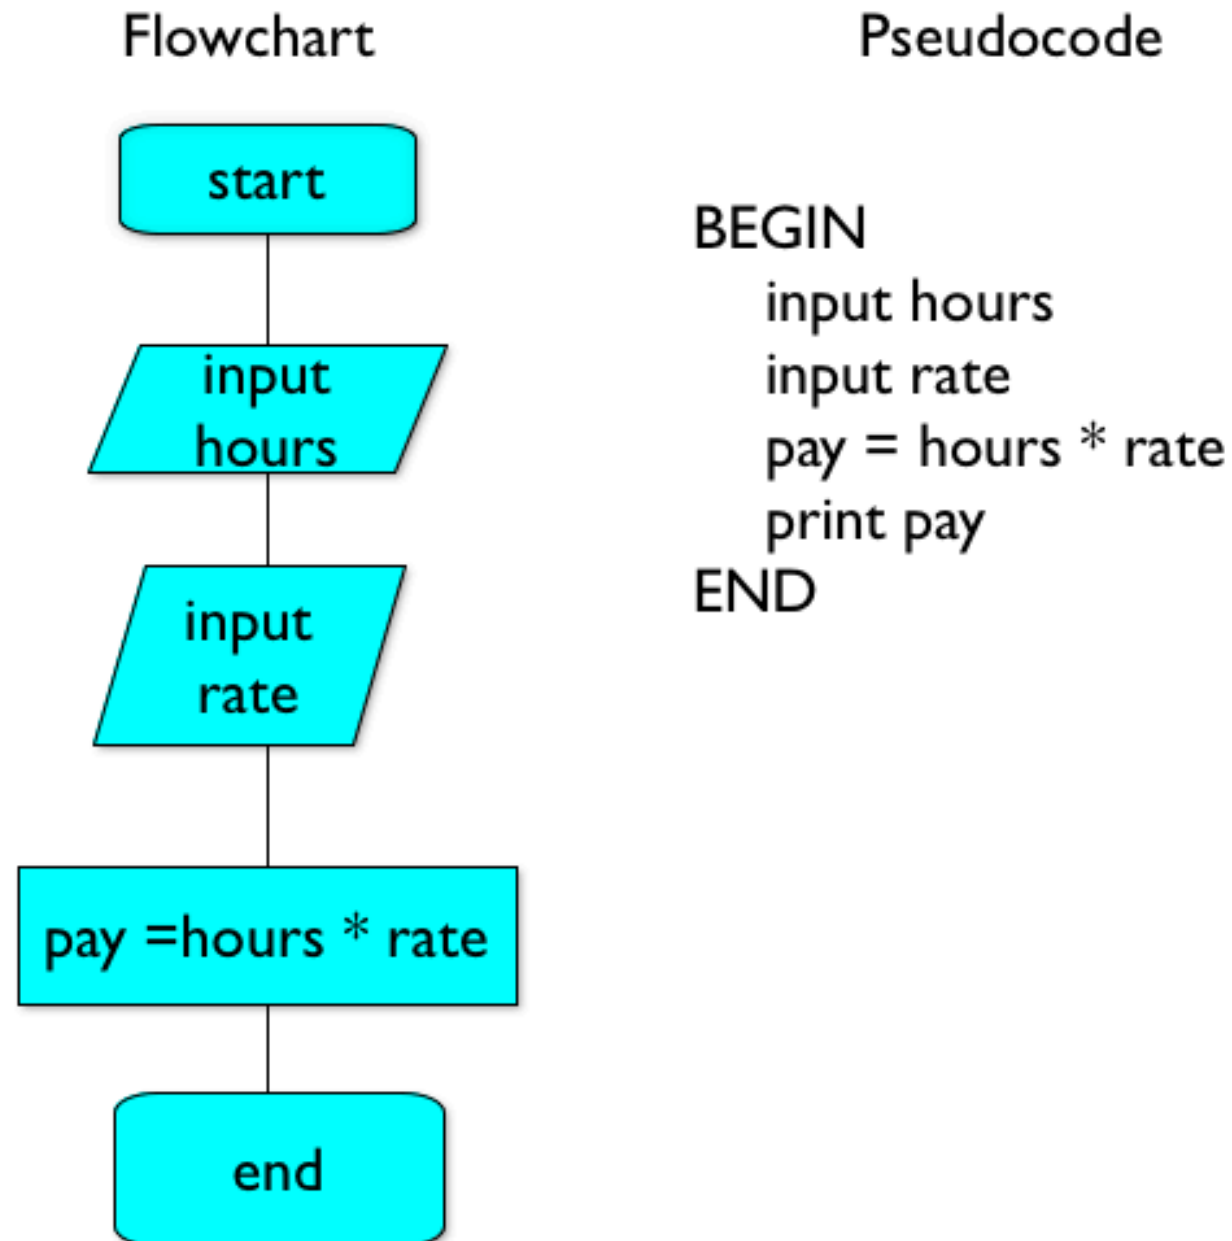 Flowchart
start
input
hours
input
rate
pay =hours * rate
end
Pseudocode
BEGIN
input hours
input rate
pay = hours * rate
print pay
END